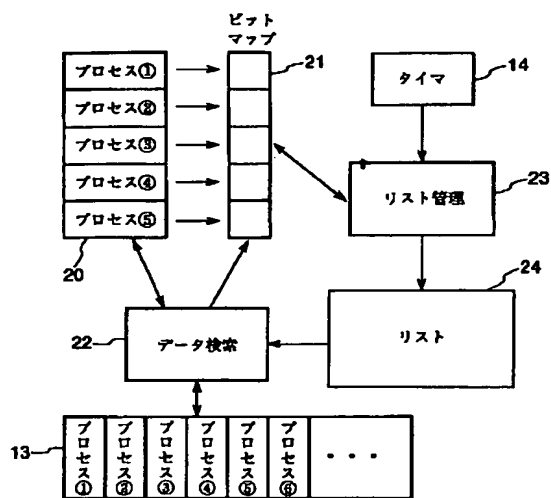 ビット
マップ
21
プロセス①
プロセス②
プロセス③
プロセス④
プロセス⑤
20
タイマ
14
リスト管理
23
24
リスト
22
データ検索
13
プロセス①
プロセス②
プロセス③
プロセス④
プロセス⑤
プロセス⑥
・・・